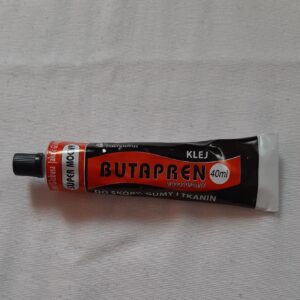 SUPER MOCNY
KLEJ
BUTAPREN
40ml
DO SKÓRY, GUMY I TKANIN